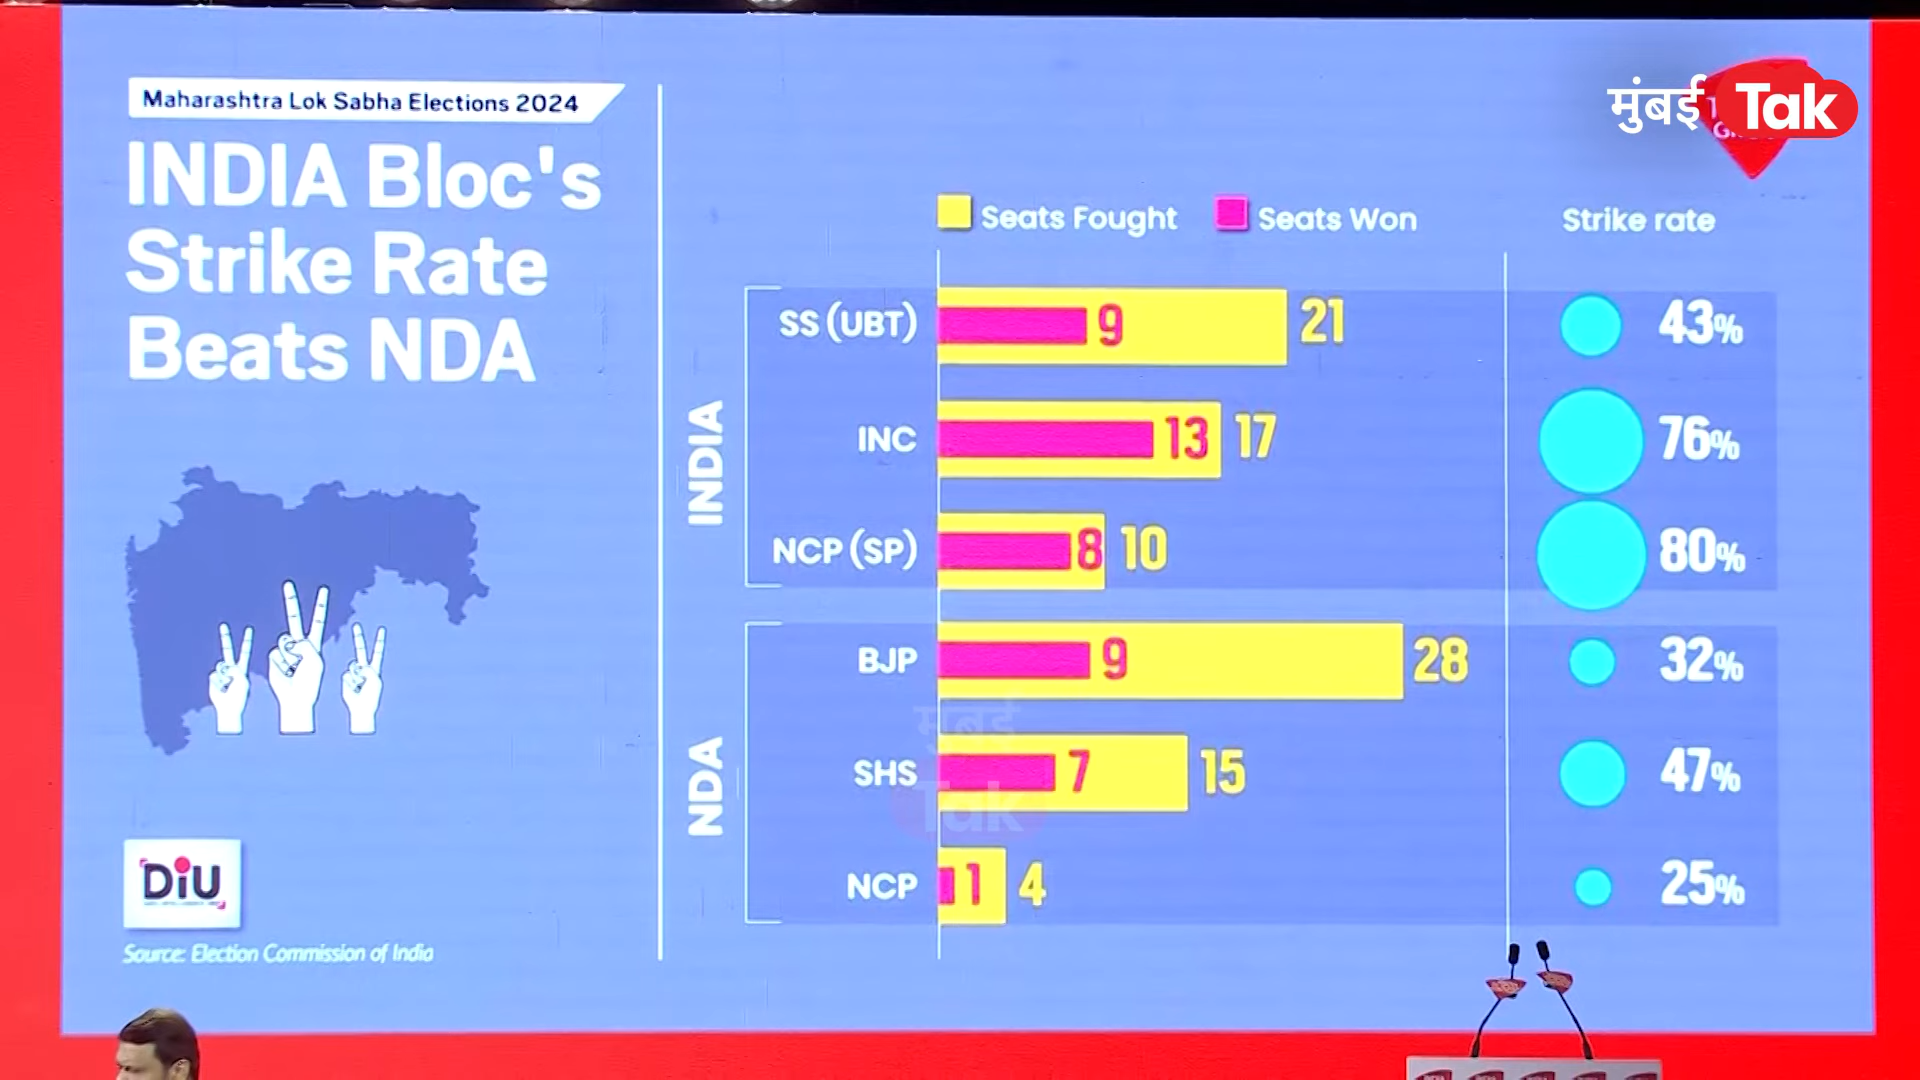 Maharashtra Lok Sabha Elections 2024
INDIA Bloc's
Strike Rate
Beats NDA
मुंबई Tak
Seats Fought
Seats Won
Strike rate
INDIA
SS (UBT) 9 21 43%
INC 13 17 76%
NCP (SP) 8 10 80%
NDA
BJP 9 28 32%
SHS 7 15 47%
NCP 1 4 25%
मुंबई
Tak
DiU
Source: Election Commission of India